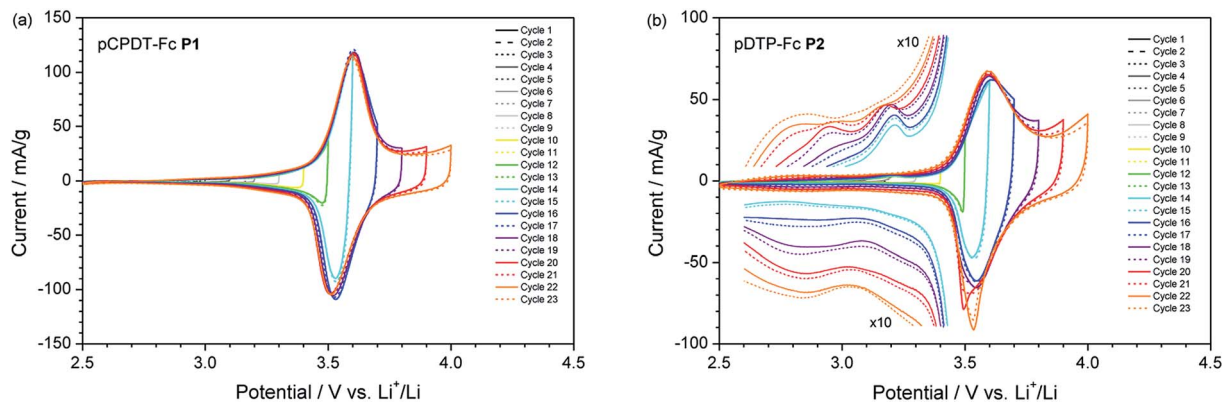 (a)
pCPDT-Fc P1
Current / mA/g
150
100
50
0
-50
-100
-150
2.5
3.0
3.5
4.0
4.5
Potential / V vs. Li⁺/Li
Cycle 1
Cycle 2
Cycle 3
Cycle 4
Cycle 5
Cycle 6
Cycle 7
Cycle 8
Cycle 9
Cycle 10
Cycle 11
Cycle 12
Cycle 13
Cycle 14
Cycle 15
Cycle 16
Cycle 17
Cycle 18
Cycle 19
Cycle 20
Cycle 21
Cycle 22
Cycle 23
(b)
pDTP-Fc P2
x10
x10
Current / mA/g
100
50
0
-50
-100
2.5
3.0
3.5
4.0
4.5
Potential / V vs. Li⁺/Li
Cycle 1
Cycle 2
Cycle 3
Cycle 4
Cycle 5
Cycle 6
Cycle 7
Cycle 8
Cycle 9
Cycle 10
Cycle 11
Cycle 12
Cycle 13
Cycle 14
Cycle 15
Cycle 16
Cycle 17
Cycle 18
Cycle 19
Cycle 20
Cycle 21
Cycle 22
Cycle 23